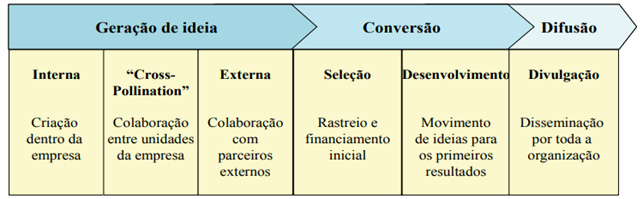 Geração de ideia
Conversão
Difusão
Interna
Criação
dentro da
empresa
“Cross-
Pollination”
Colaboração
entre unidades
da empresa
Externa
Colaboração
com
parceiros
externos
Seleção
Rastreio e
financiamento
inicial
Desenvolvimento
Movimento
de ideias para
os primeiros
resultados
Divulgação
Disseminação
por toda a
organização